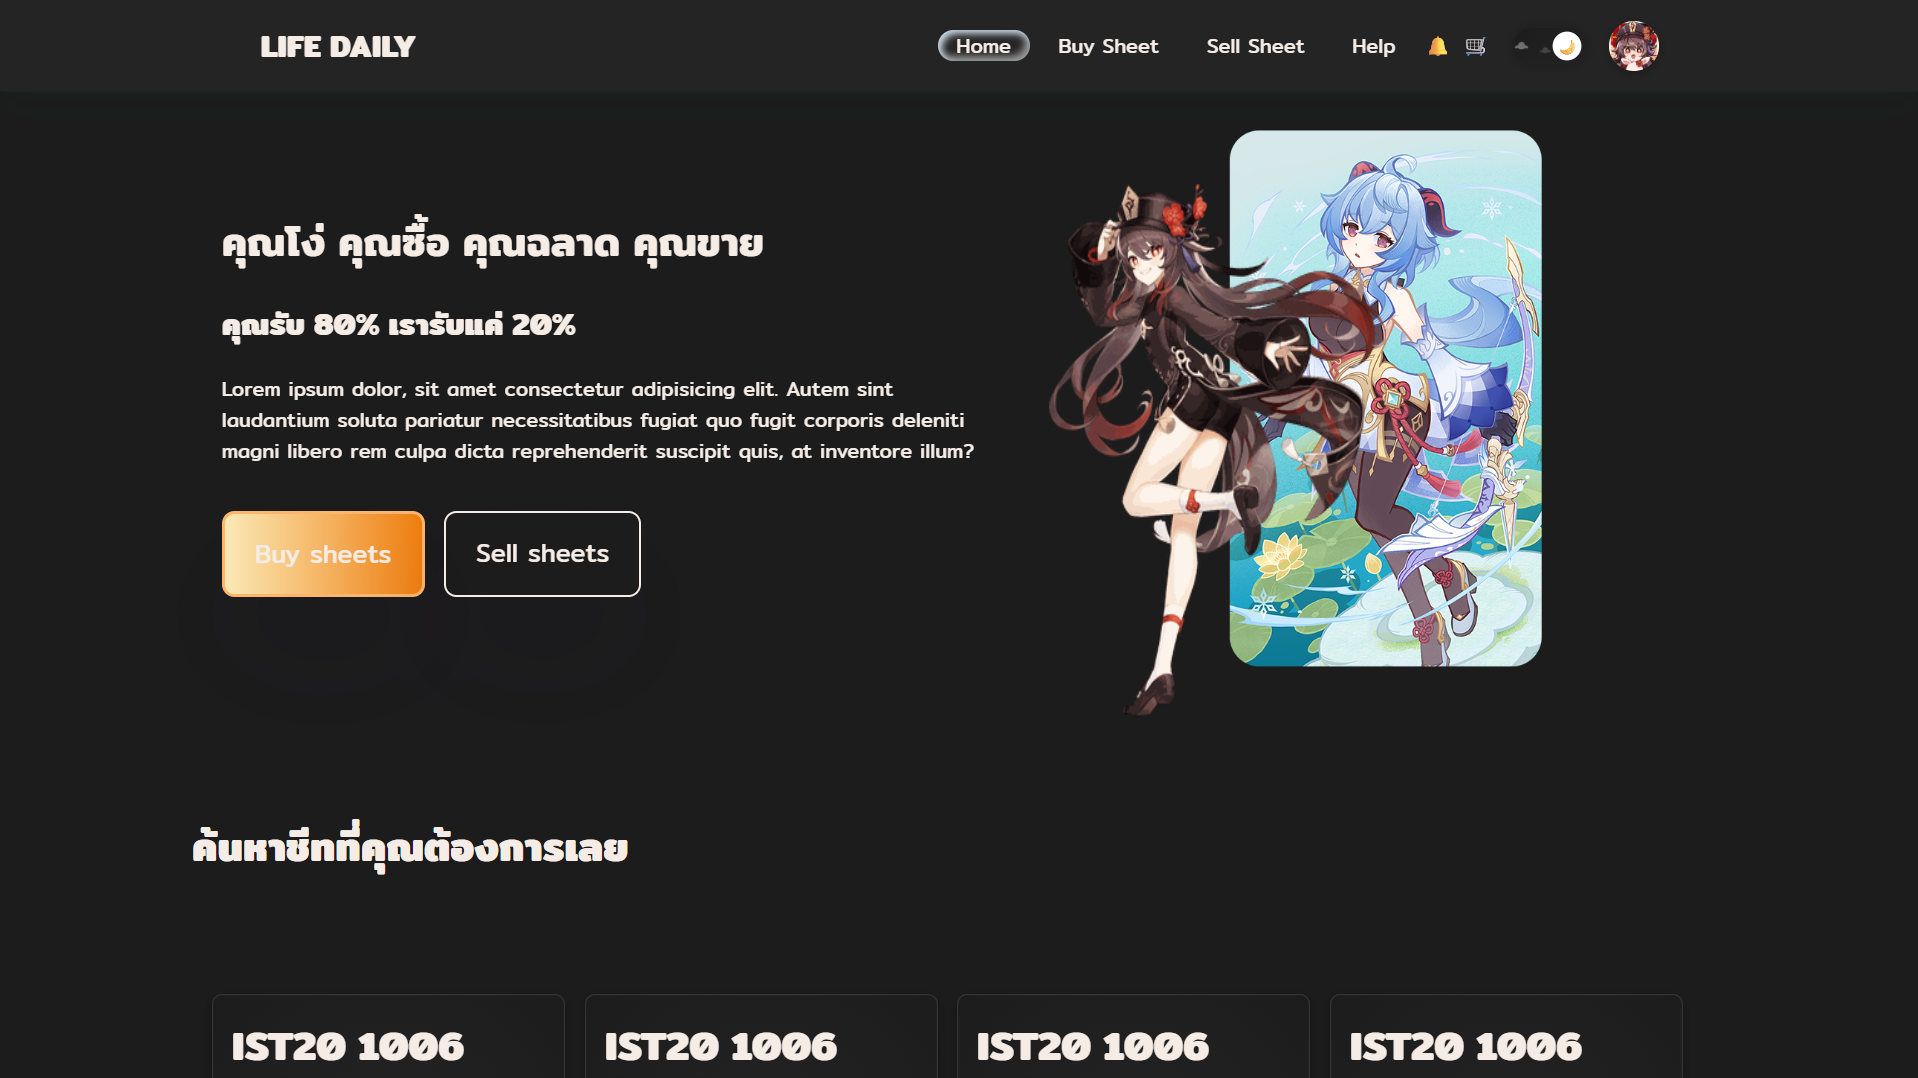 LIFE DAILY
Home
Buy Sheet
Sell Sheet
Help
คุณโง่ คุณซื้อ คุณฉลาด คุณขาย
คุณรับ 80% เรารับแค่ 20%
Lorem ipsum dolor, sit amet consectetur adipisicing elit. Autem sint
laudantium soluta pariatur necessitatibus fugiat quo fugit corporis deleniti
magni libero rem culpa dicta reprehenderit suscipit quis, at inventore illum?
Buy sheets
Sell sheets
ค้นหาชีทที่คุณต้องการเลย
IST20 1006
IST20 1006
IST20 1006
IST20 1006